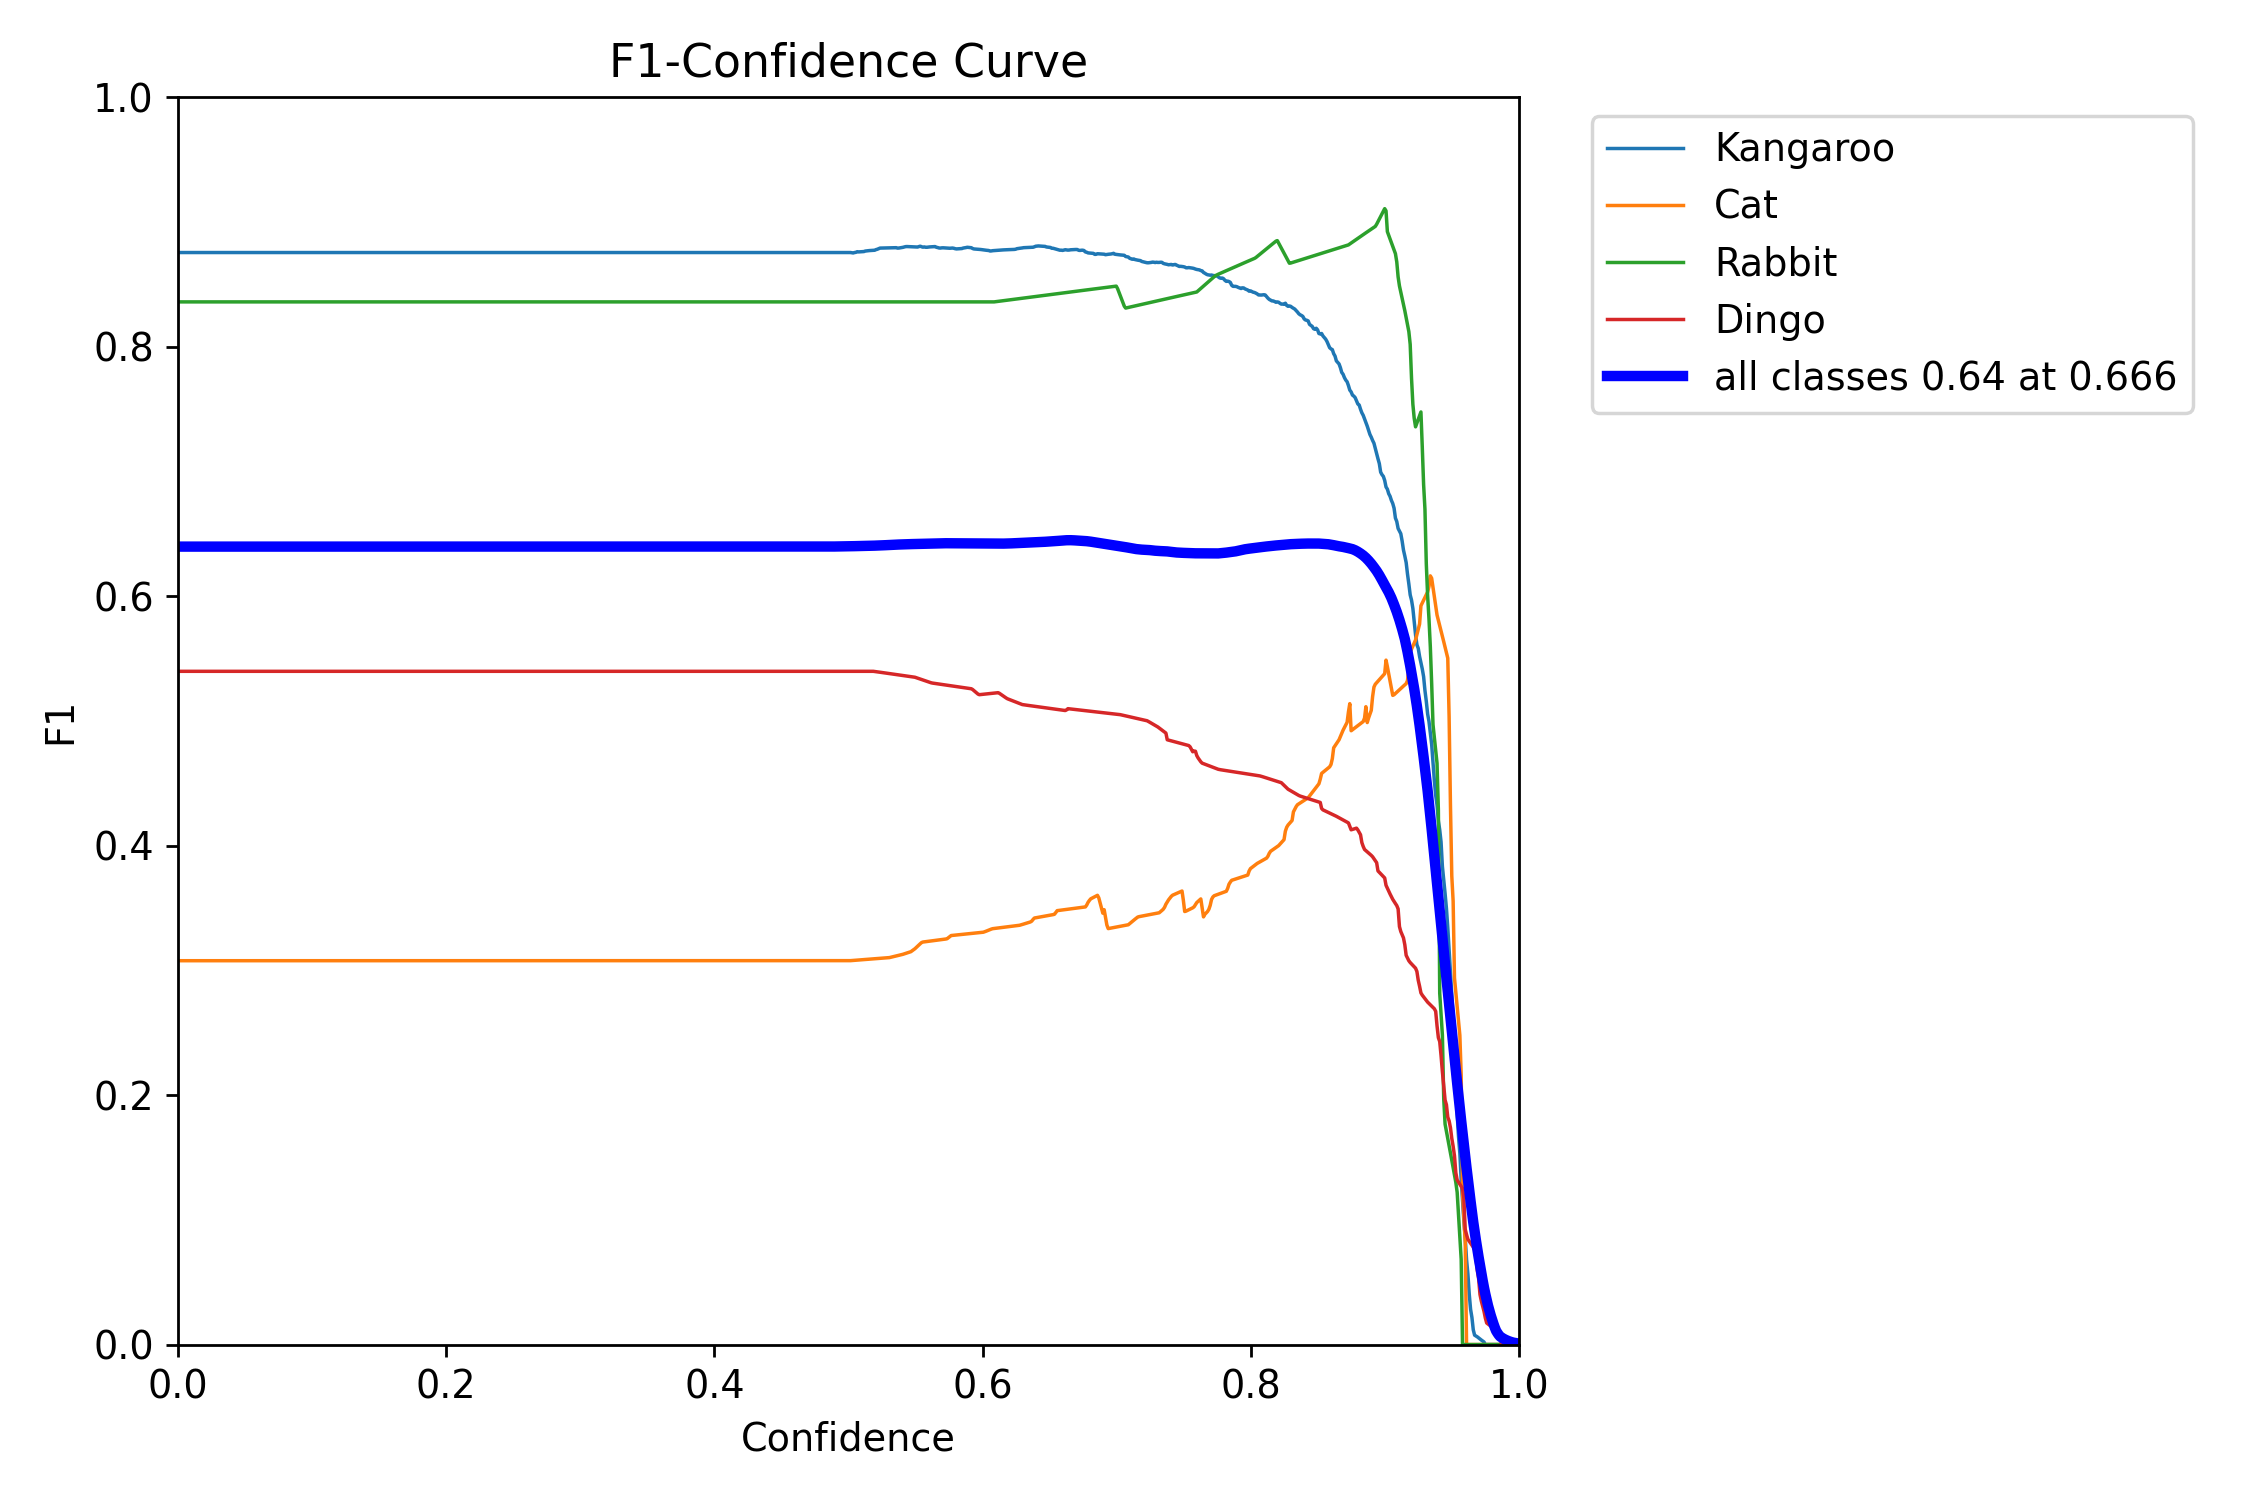 F1-Confidence Curve
1.0
0.8
0.6
0.4
0.2
0.0
F1
0.0 0.2 0.4 0.6 0.8 1.0
Confidence
Kangaroo
Cat
Rabbit
Dingo
all classes 0.64 at 0.666